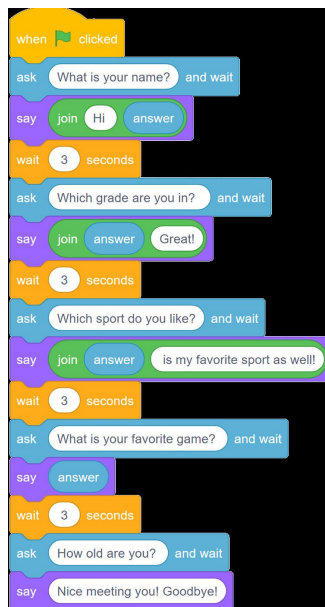 when clicked
ask What is your name? and wait
say join Hi answer
wait 3 seconds
ask Which grade are you in? and wait
say join answer Great!
wait 3 seconds
ask Which sport do you like? and wait
say join answer is my favorite sport as well!
wait 3 seconds
ask What is your favorite game? and wait
say answer
wait 3 seconds
ask How old are you? and wait
say Nice meeting you! Goodbye!